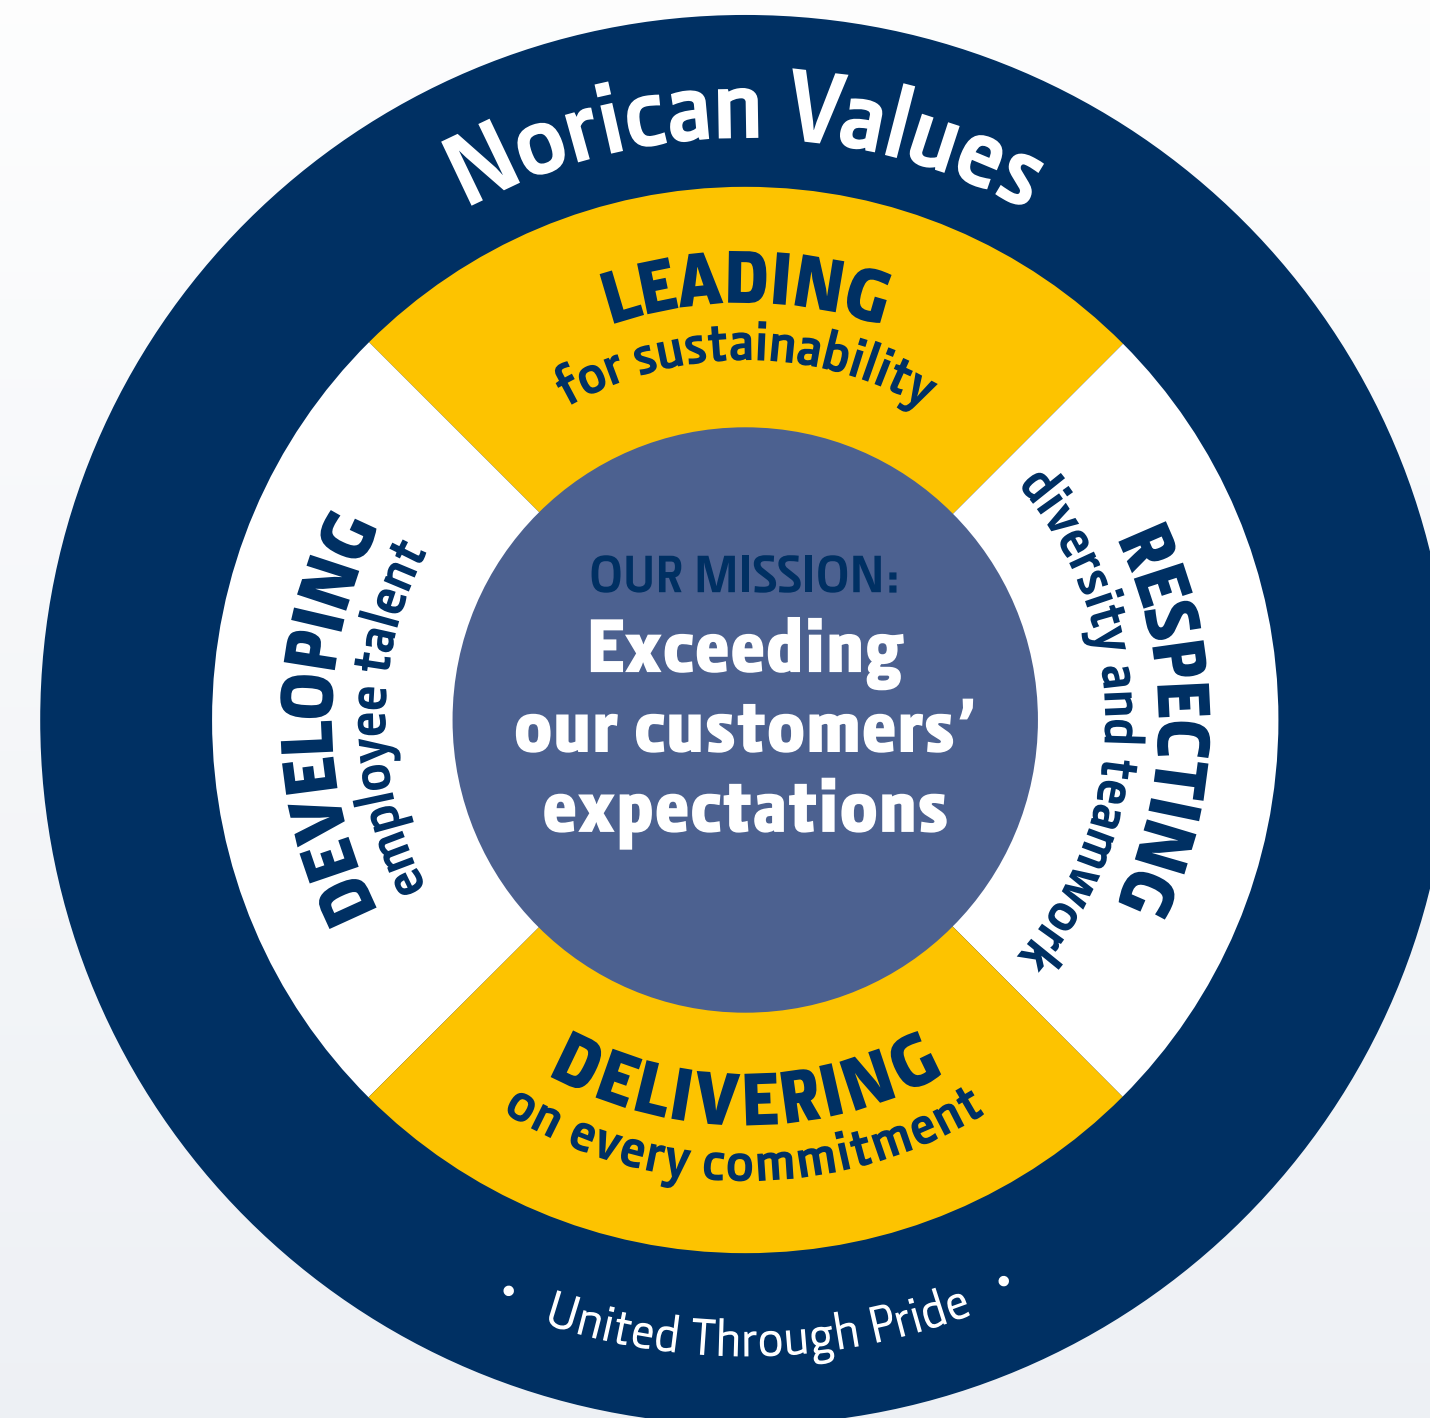 Norican Values
LEADING
for sustainability
RESPECTING
diversity and teamwork
DEVELOPING
employee talent
OUR MISSION:
Exceeding
our customers’
expectations
DELIVERING
on every commitment
• United Through Pride •